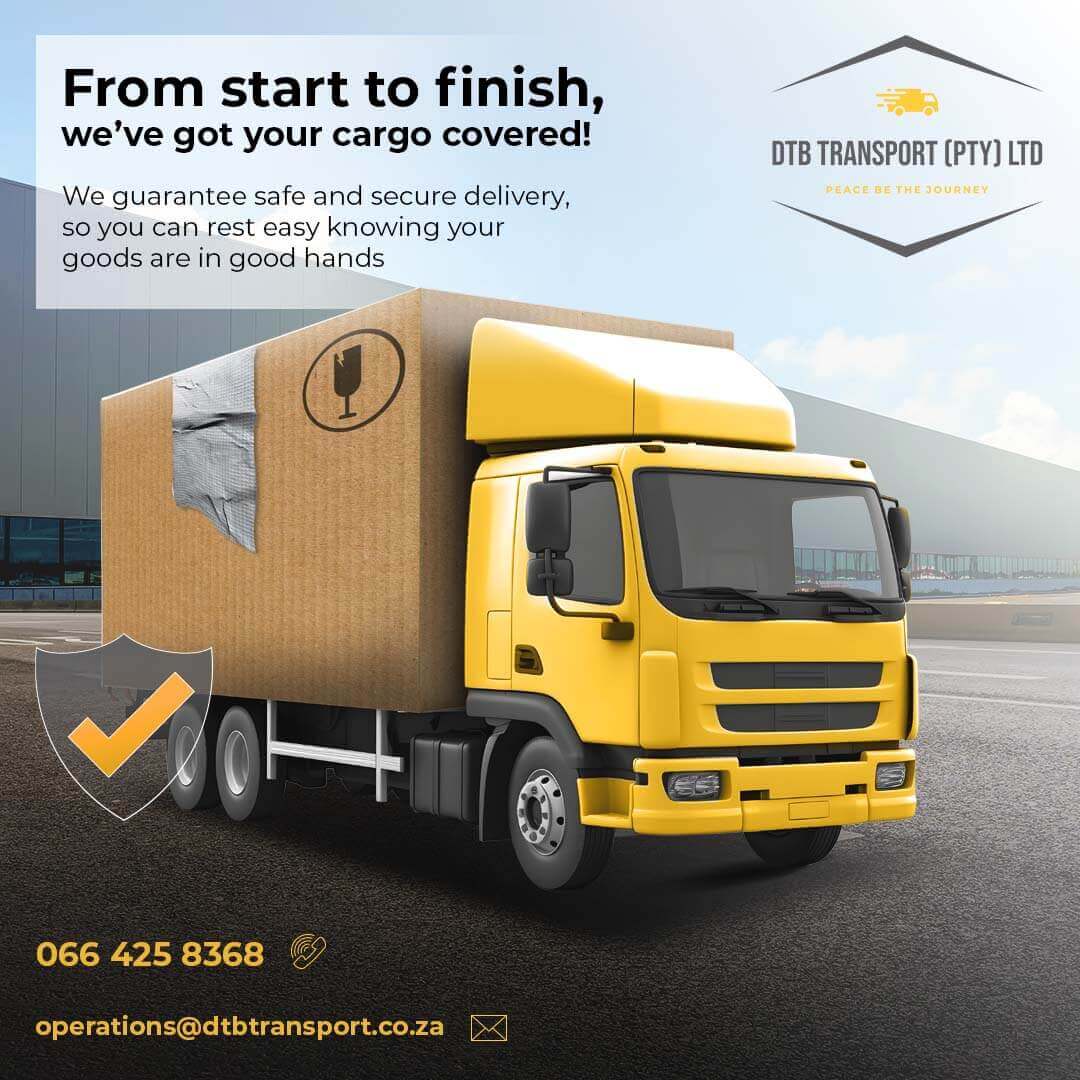 From start to finish,
we've got your cargo covered!
We guarantee safe and secure delivery,
so you can rest easy knowing your
goods are in good hands
DTB TRANSPORT (PTY) LTD
PEACE BE THE JOURNEY
066 425 8368
operations@dtbtransport.co.za